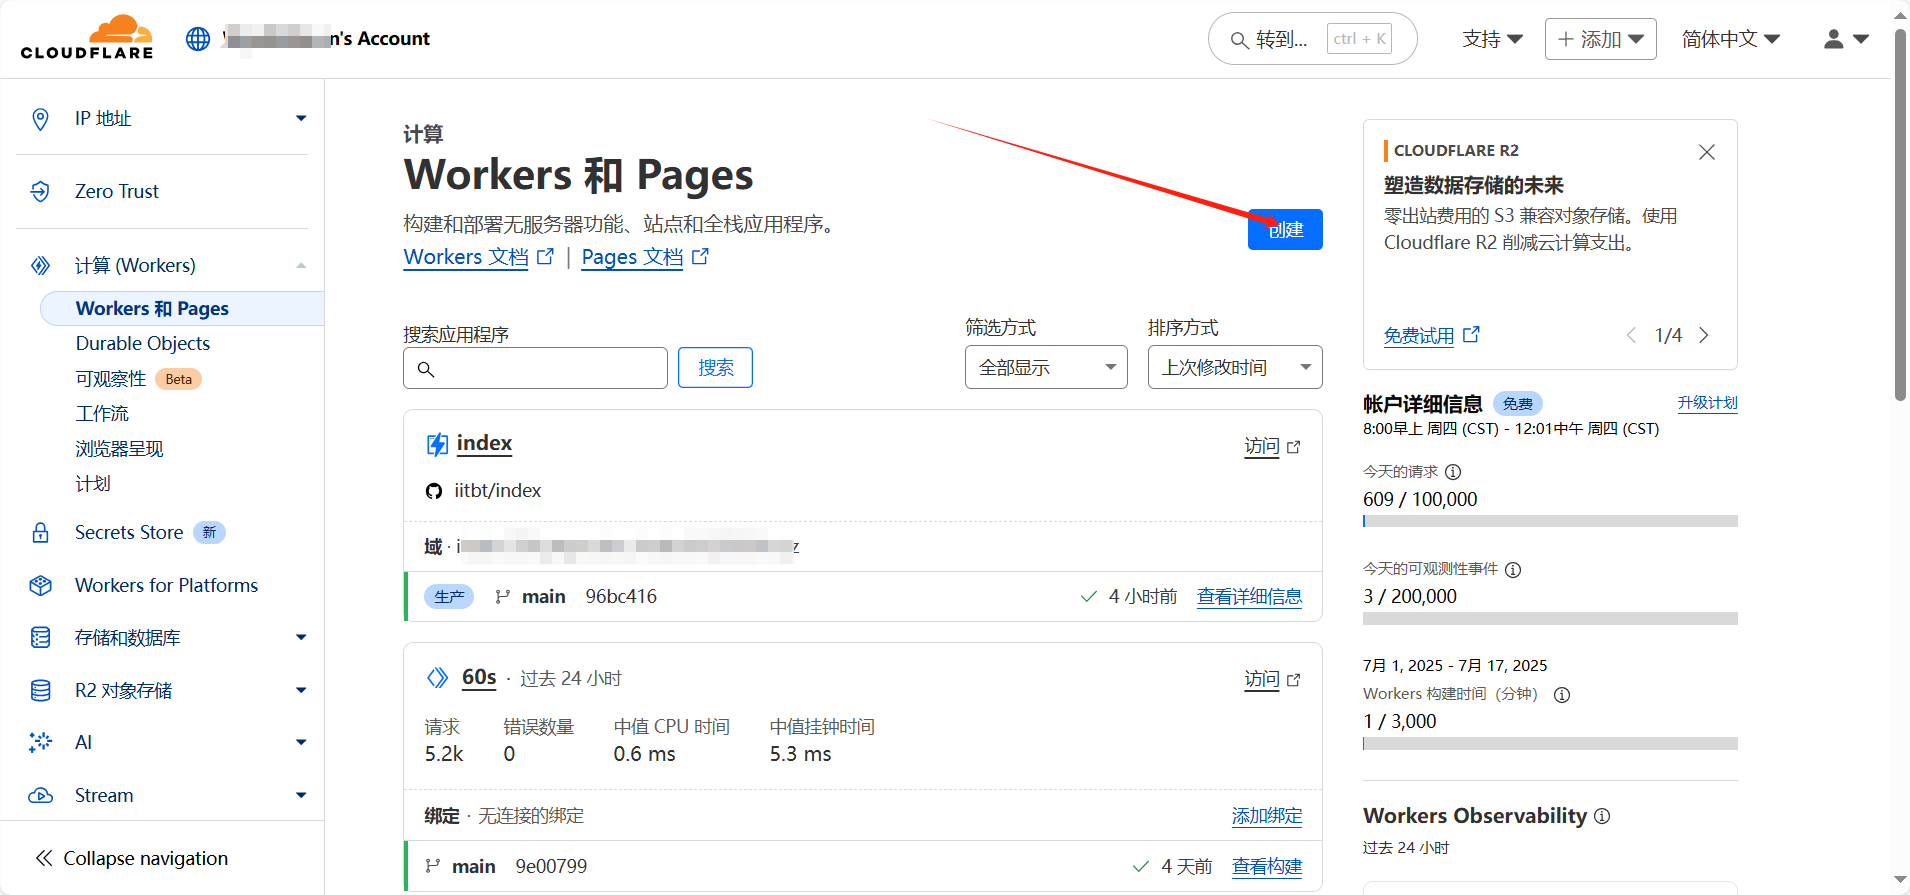 CLOUDFLARE
n's Account
转到...
ctrl + K
支持
添加
简体中文
IP 地址
Zero Trust
计算 (Workers)
Workers 和 Pages
Durable Objects
可观察性 Beta
工作流
浏览器呈现
计划
Secrets Store 新
Workers for Platforms
存储和数据库
R2 对象存储
AI
Stream
Collapse navigation
计算
Workers 和 Pages
构建和部署无服务器功能、站点和全栈应用程序。
Workers 文档 | Pages 文档
创建
搜索应用程序
搜索
筛选方式
全部显示
排序方式
上次修改时间
index
访问
iitbt/index
域 · i z
生产 main 96bc416
4 小时前 查看详细信息
60s · 过去 24 小时
访问
请求 错误数量 中值 CPU 时间 中值挂钟时间
5.2k 0 0.6 ms 5.3 ms
绑定 · 无连接的绑定
添加绑定
main 9e00799
4 天前 查看构建
CLOUDFLARE R2
塑造数据存储的未来
零出站费用的 S3 兼容对象存储。使用
Cloudflare R2 削减云计算支出。
免费试用
1/4
帐户详细信息 免费 升级计划
8:00早上 周四 (CST) - 12:01中午 周四 (CST)
今天的请求
609 / 100,000
今天的可观测性事件
3 / 200,000
7月 1, 2025 - 7月 17, 2025
Workers 构建时间（分钟）
1 / 3,000
Workers Observability
过去 24 小时